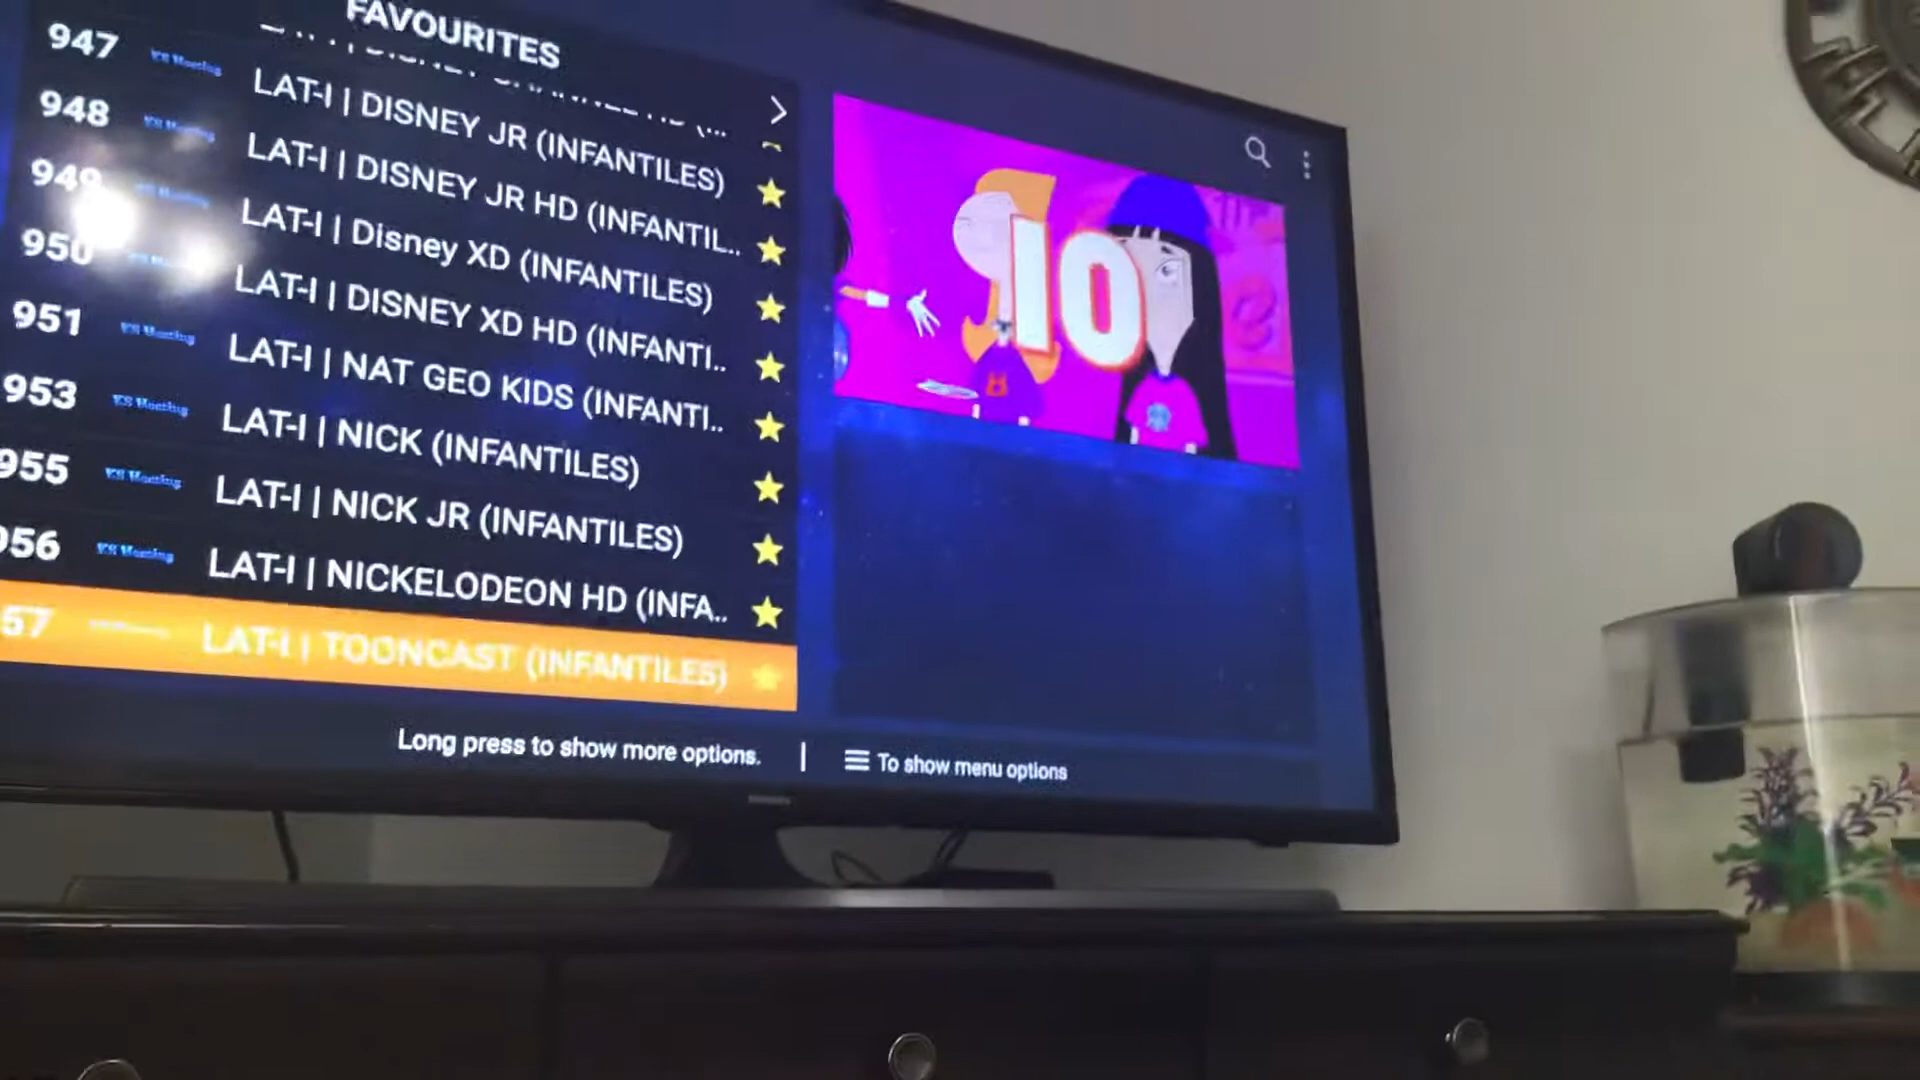 FAVOURITES
947 LAT-I | DISNEY JR (INFANTILES)
948 LAT-I | DISNEY JR HD (INFANTIL..
949 LAT-I | Disney XD (INFANTILES)
950 LAT-I | DISNEY XD HD (INFANTI..
951 LAT-I | NAT GEO KIDS (INFANTI..
953 LAT-I | NICK (INFANTILES)
955 LAT-I | NICK JR (INFANTILES)
956 LAT-I | NICKELODEON HD (INFA..
57 LAT-I | TOONCAST (INFANTILES)
10
Long press to show more options. | To show menu options